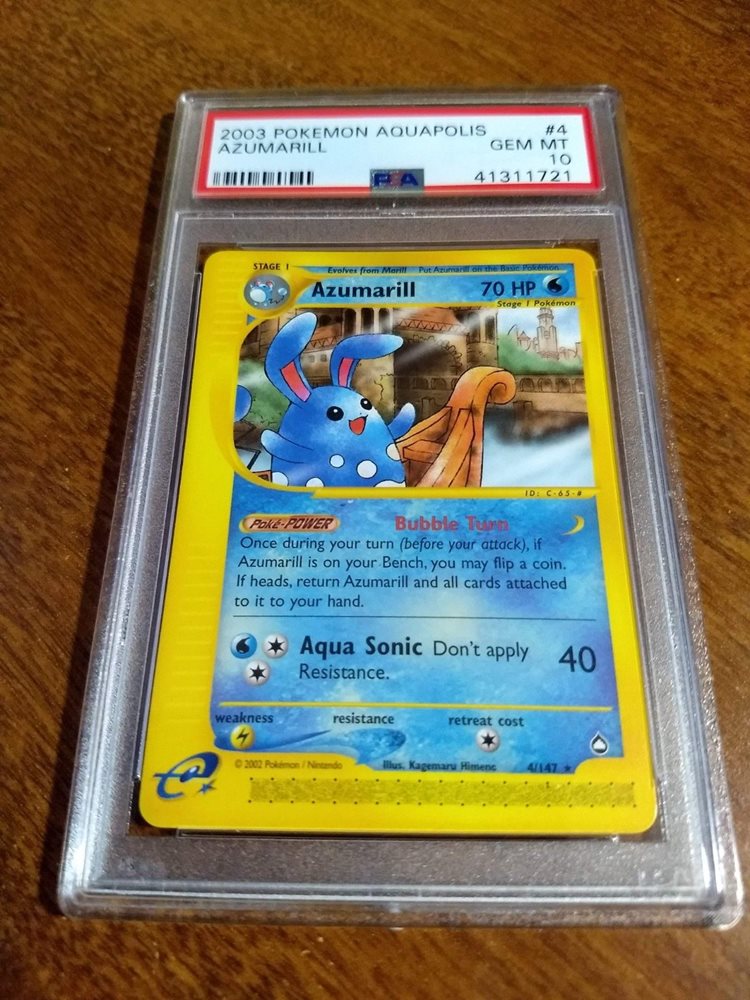 2003 POKEMON AQUAPOLIS #4
AZUMARILL GEM MT
10
PSA 41311721
STAGE 1 Evolves from Marill Put Azumarill on the Basic Pokémon
Azumarill 70 HP
Stage 1 Pokémon
ID: C-65-#
Poké-POWER Bubble Turn
Once during your turn (before your attack), if
Azumarill is on your Bench, you may flip a coin.
If heads, return Azumarill and all cards attached
to it to your hand.
Aqua Sonic Don't apply 40
Resistance.
weakness resistance retreat cost
© 2002 Pokémon / Nintendo Illus. Kagemaru Himeno 4/147 ★
e